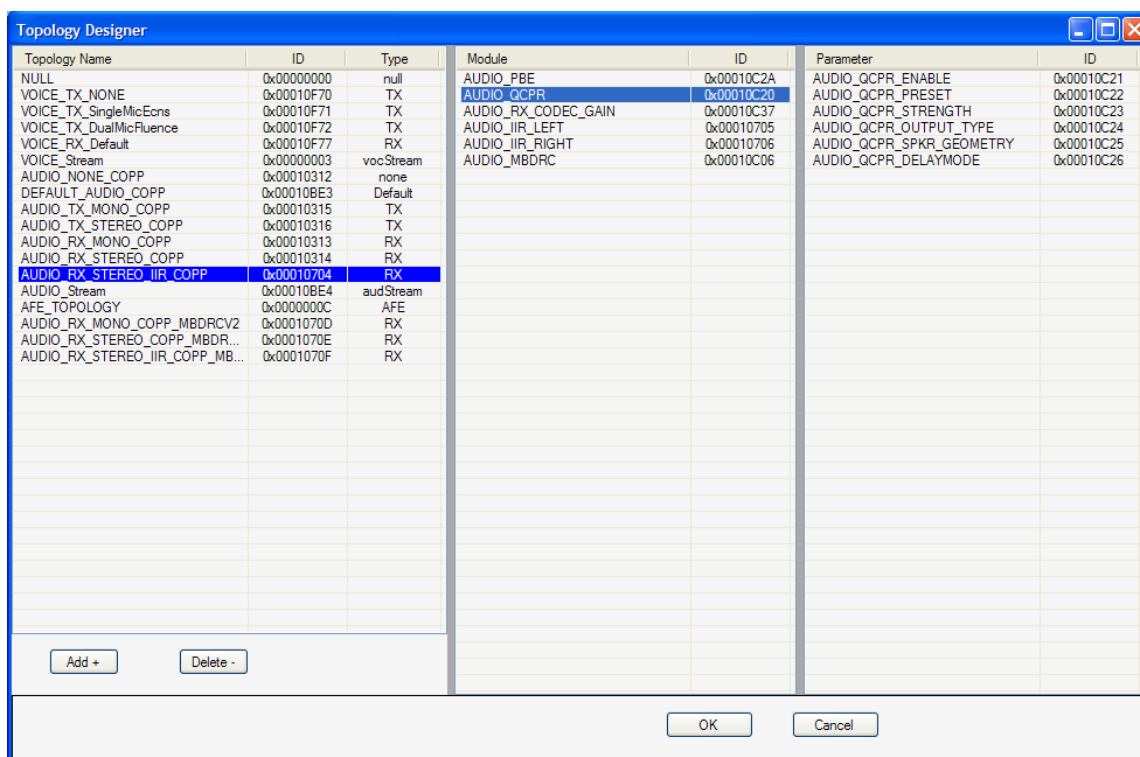 Topology Designer
Topology Name ID Type
NULL 0x00000000 null
VOICE_TX_NONE 0x00010F70 TX
VOICE_TX_SingleMicEcns 0x00010F71 TX
VOICE_TX_DualMicFluence 0x00010F72 TX
VOICE_RX_Default 0x00010F77 RX
VOICE_Stream 0x00000003 vocStream
AUDIO_NONE_COPP 0x00010312 none
DEFAULT_AUDIO_COPP 0x00010BE3 Default
AUDIO_TX_MONO_COPP 0x00010315 TX
AUDIO_TX_STEREO_COPP 0x00010316 TX
AUDIO_RX_MONO_COPP 0x00010313 RX
AUDIO_RX_STEREO_COPP 0x00010314 RX
AUDIO_RX_STEREO_IIR_COPP 0x00010704 RX
AUDIO_Stream 0x00010BE4 audStream
AFE_TOPOLOGY 0x0000000C AFE
AUDIO_RX_MONO_COPP_MBDRCV2 0x0001070D RX
AUDIO_RX_STEREO_COPP_MBDR... 0x0001070E RX
AUDIO_RX_STEREO_IIR_COPP_MB... 0x0001070F RX
Add +
Delete -
Module ID
AUDIO_PBE 0x00010C2A
AUDIO_QCPR 0x00010C20
AUDIO_RX_CODEC_GAIN 0x00010C37
AUDIO_IIR_LEFT 0x00010705
AUDIO_IIR_RIGHT 0x00010706
AUDIO_MBDRC 0x00010C06
Parameter ID
AUDIO_QCPR_ENABLE 0x00010C21
AUDIO_QCPR_PRESET 0x00010C22
AUDIO_QCPR_STRENGTH 0x00010C23
AUDIO_QCPR_OUTPUT_TYPE 0x00010C24
AUDIO_QCPR_SPKR_GEOMETRY 0x00010C25
AUDIO_QCPR_DELAYMODE 0x00010C26
OK
Cancel